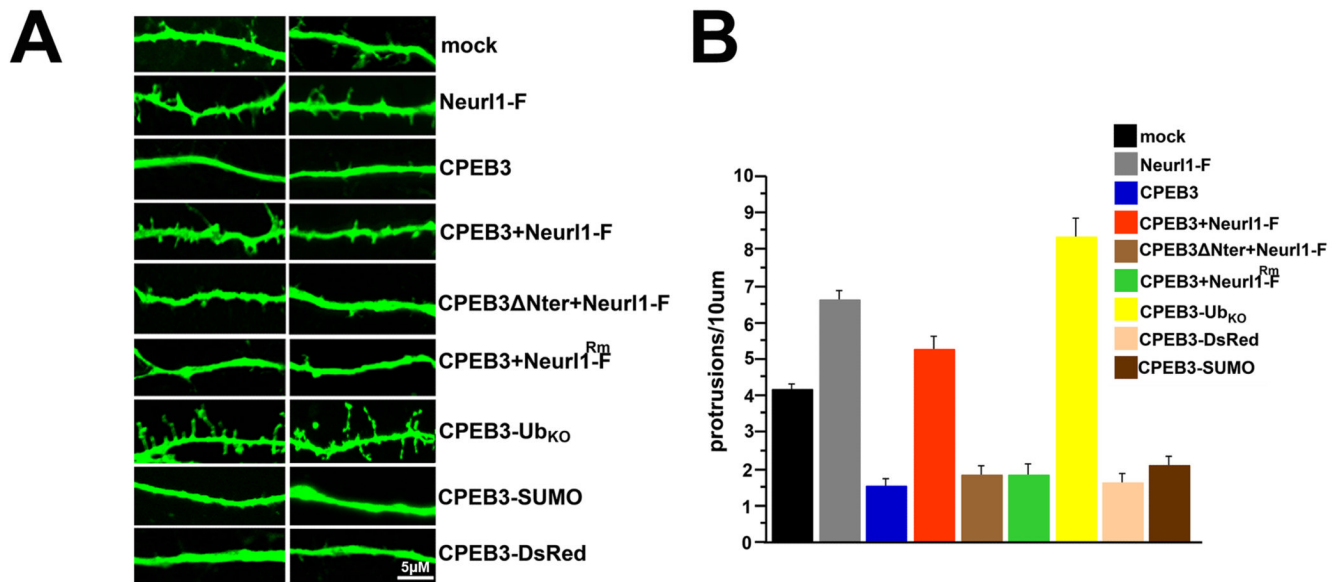 A
mock
Neurl1-F
CPEB3
CPEB3+Neurl1-F
CPEB3ΔNter+Neurl1-F
CPEB3+Neurl1-F Rm
CPEB3-UbKO
CPEB3-SUMO
CPEB3-DsRed
5μM
B
mock
Neurl1-F
CPEB3
CPEB3+Neurl1-F
CPEB3ΔNter+Neurl1-F
CPEB3+Neurl1-F Rm
CPEB3-UbKO
CPEB3-DsRed
CPEB3-SUMO
protrusions/10um
10
9
8
7
6
5
4
3
2
1
0